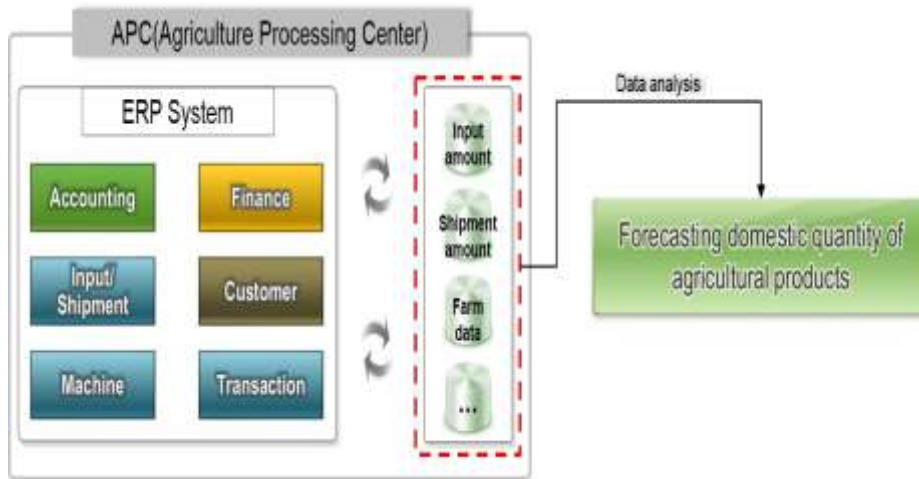 APC(Agriculture Processing Center)
ERP System
Accounting
Finance
Input/
Shipment
Customer
Machine
Transaction
Input
amount
Shipment
amount
Farm
data
...
Data analysis
Forecasting domestic quantity of
agricultural products